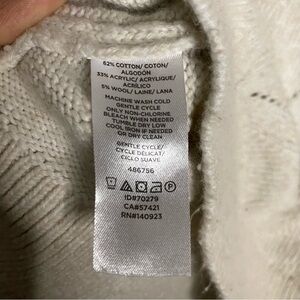 62% COTTON/ COTON/
ALGODON
33% ACRYLIC/ ACRYLIQUE/
ACRILICO
5% WOOL/ LAINE/ LANA
MACHINE WASH COLD
GENTLE CYCLE
ONLY NON-CHLORINE
BLEACH WHEN NEEDED
TUMBLE DRY LOW
COOL IRON IF NEEDED
OR DRY CLEAN
GENTLE CYCLE/
CYCLE DELICAT/
CICLO SUAVE
486756
ID#70279
CA#57421
RN#140923